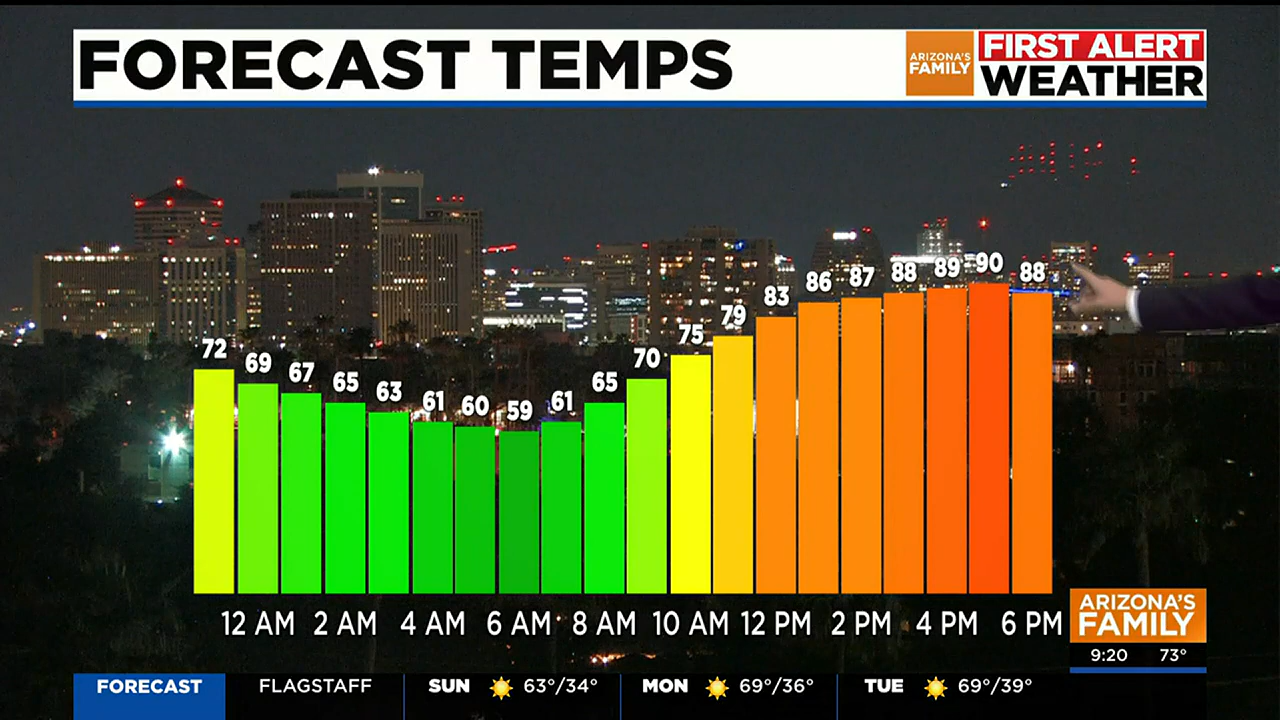 FORECAST TEMPS
ARIZONA'S
FAMILY
FIRST ALERT
WEATHER
72 69 67 65 63 61 60 59 61 65 70 75 79 83 86 87 88 89 90 88
12 AM 2 AM 4 AM 6 AM 8 AM 10 AM 12 PM 2 PM 4 PM 6 PM
ARIZONA'S
FAMILY
9:20 73°
FORECAST FLAGSTAFF SUN 63°/34° MON 69°/36° TUE 69°/39°